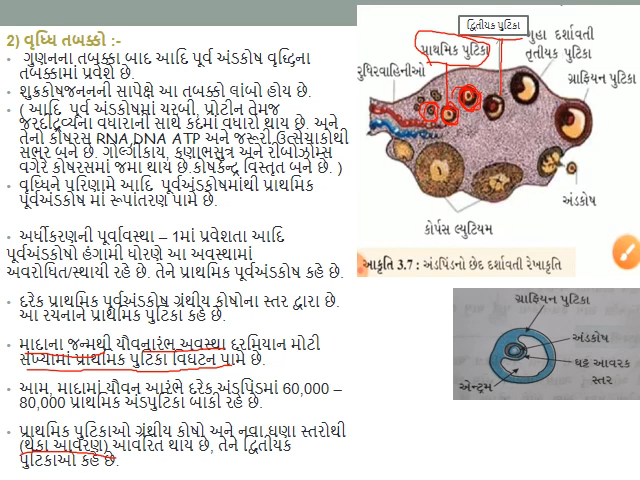 2) વૃધ્ધિ તબક્કો :-
ગુણનના તબક્કા બાદ આદિ પૂર્વ અંડકોષ વૃધ્ધિના
તબક્કામાં પ્રવેશે છે.
શુક્રકોષજનનની સાપેક્ષે આ તબક્કો લાંબો હોય છે.
( આદિ પૂર્વ અંડકોષમાં ચરબી, પ્રોટીન તેમજ
જરદીદ્રવ્યના વધારાની સાથે કદમાં વધારો થાય છે. અને
તેનો કોષરસ RNA,DNA ATP અને જરૂરી ઉત્સેચાકોથી
સભર બને છે. ગોલ્ગીકાય, કણાભસુત્ર અને રીબોઝોમ્સ
વગેરે કોષરસમાં જમા થાય છે.કોષકેન્દ્ર વિસ્તૃત બને છે. )
વૃધ્ધિને પરિણામે આદિ પૂર્વઅંડકોષમાંથી પ્રાથમિક
પૂર્વઅંડકોષ માં રૂપાંતરણ પામે છે.
અર્ધીકરણની પૂર્વાવસ્થા – 1માં પ્રવેશતા આદિ
પૂર્વઅંડકોષો હંગામી ધોરણે આ અવસ્થામાં
અવરોધિત/સ્થાયી રહે છે. તેને પ્રાથમિક પૂર્વઅંડકોષ કહે છે.
દરેક પ્રાથમિક પૂર્વઅંડકોષ ગ્રંથીય કોષોના સ્તર દ્વારા છે.
આ રચનાને પ્રાથમિક પુટિકા કહે છે.
માદાના જન્મથી યૌવનારંભ અવસ્થા દરમિયાન મોટી
સંખ્યામાં પ્રાથમિક પુટિકા વિઘટન પામે છે.
આમ, માદામાં યૌવન આરંભે દરેક અંડપિંડમાં 60,000 –
80,000 પ્રાથમિક અંડપુટિકા બાકી રહે છે.
પ્રાથમિક પુટિકાઓ ગ્રંથીય કોષો અને નવા ઘણા સ્તરોથી
(થેકા આવરણ) આવરિત થાય છે, તેને દ્વિતીયક
પુટિકાઓ કહે છે.
દ્વિતીયક પુટિકા
પ્રાથમિક પુટિકા
ગુહા દર્શાવતી
તૃતીયક પુટિકા
રુધિરવાહિનીઓ
ગ્રાફિયન પુટિકા
અંડકોષ
કોર્પસ લ્યુટિયમ
આકૃતિ 3.7 : અંડપિંડનો છેદ દર્શાવતી રેખાકૃતિ
ગ્રાફિયન પુટિકા
અંડકોષ
ઘટ્ટ આવરક
સ્તર
એન્ટ્રમ